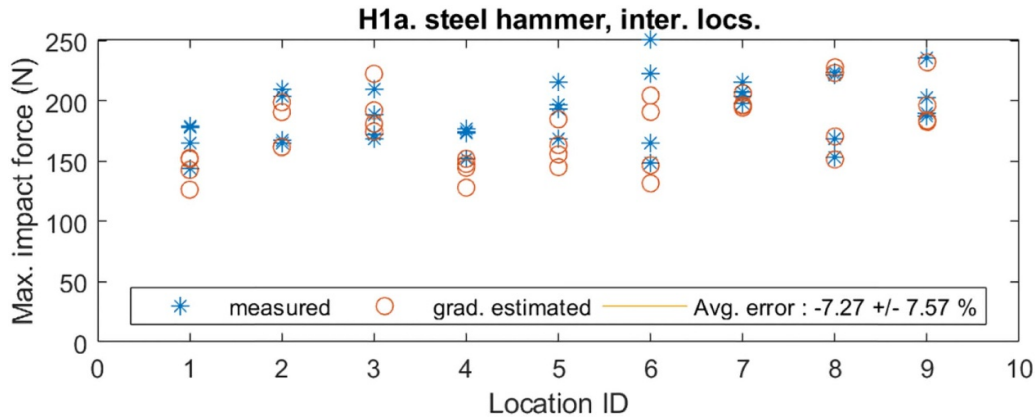 H1a. steel hammer, inter. locs.
Max. impact force (N)
250
200
150
100
50
0
measured
grad. estimated
Avg. error : -7.27 +/- 7.57 %
0 1 2 3 4 5 6 7 8 9 10
Location ID